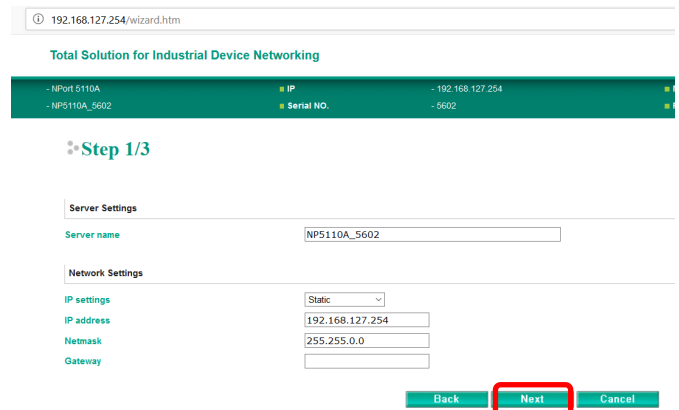 192.168.127.254/wizard.htm
Total Solution for Industrial Device Networking
- NPort 5110A IP - 192.168.127.254
- NP5110A_5602 Serial NO. - 5602
Step 1/3
Server Settings
Server name NP5110A_5602
Network Settings
IP settings Static
IP address 192.168.127.254
Netmask 255.255.0.0
Gateway
Back Next Cancel